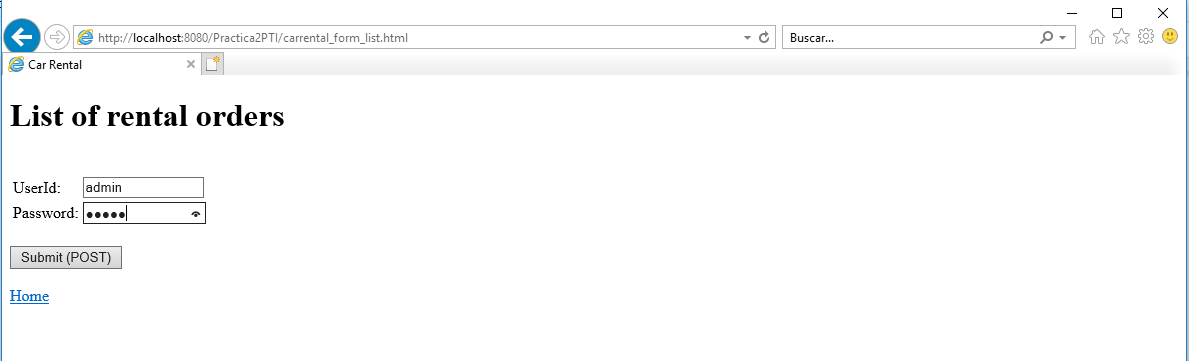 http://localhost:8080/Practica2PTI/carrental_form_list.html
Buscar...
Car Rental
List of rental orders
UserId: admin
Password: •••••
Submit (POST)
Home